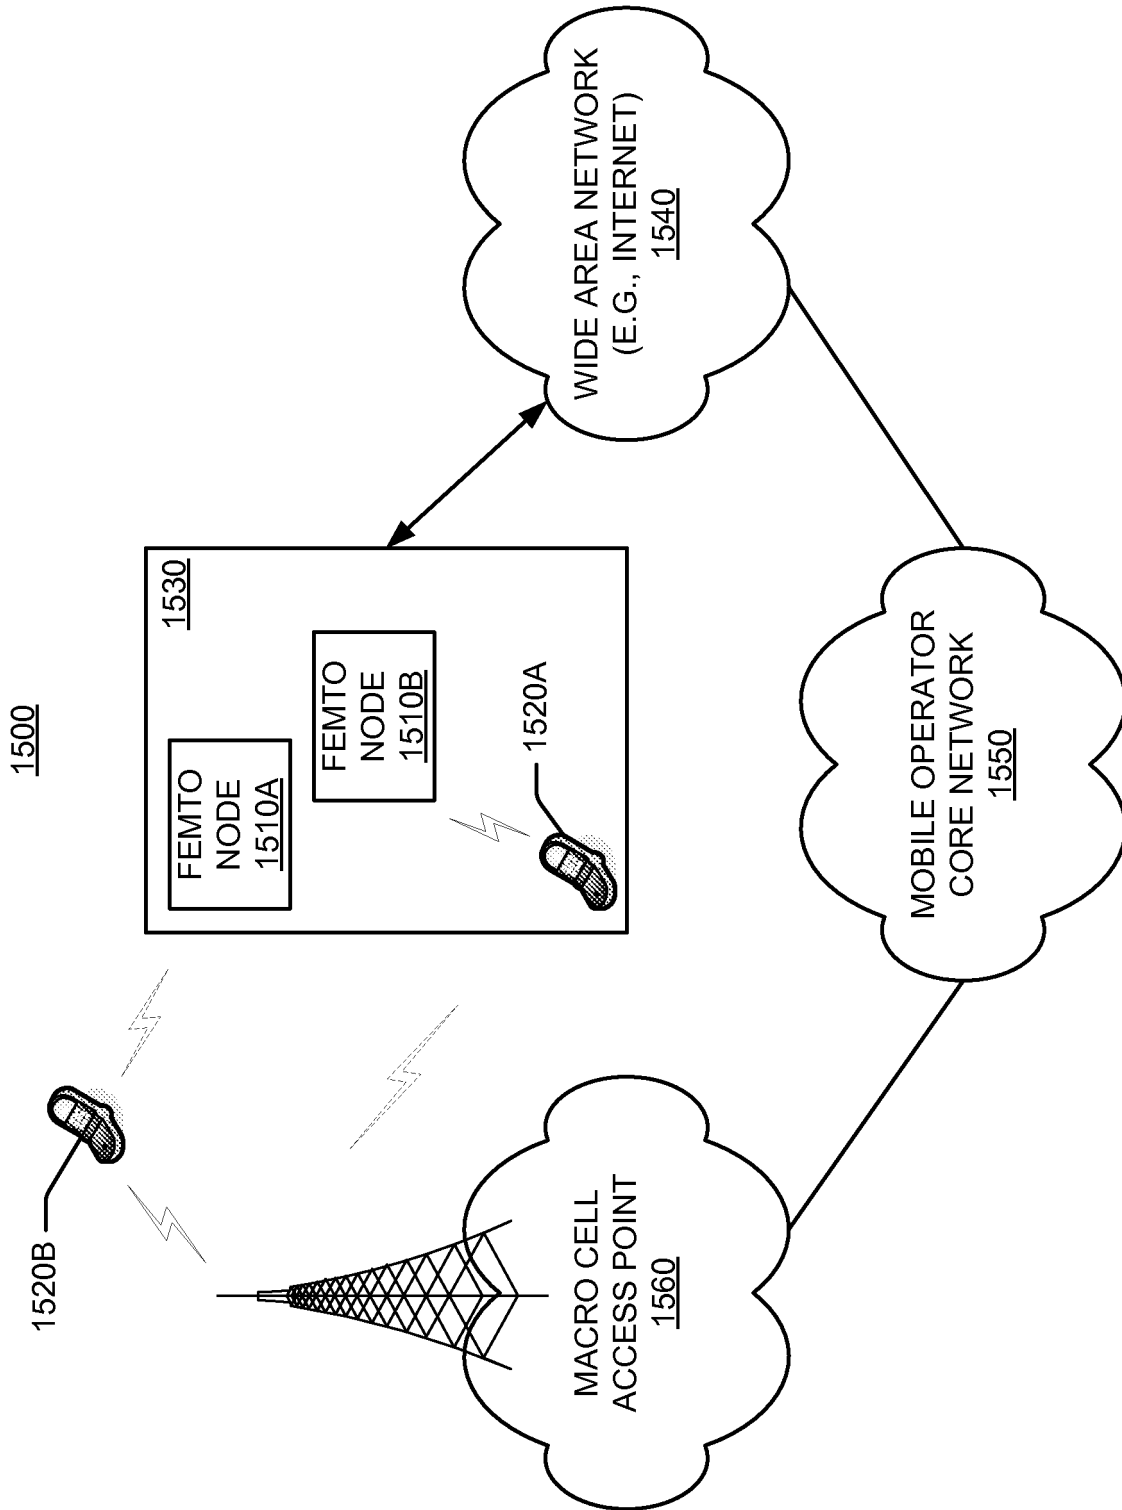 1500
1520B
FEMTO
NODE
1510A
1530
FEMTO
NODE
1510B
1520A
MACRO CELL
ACCESS POINT
1560
WIDE AREA NETWORK
(E.G., INTERNET)
1540
MOBILE OPERATOR
CORE NETWORK
1550